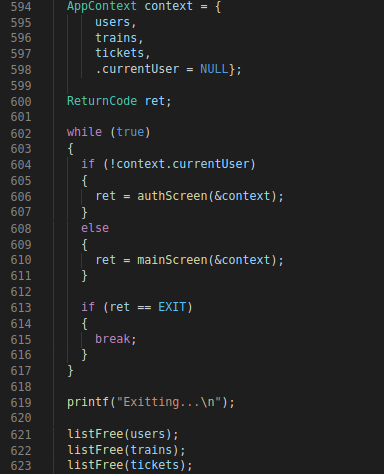 594 AppContext context = {
595 users,
596 trains,
597 tickets,
598 .currentUser = NULL};
599
600 ReturnCode ret;
601
602 while (true)
603 {
604 if (!context.currentUser)
605 {
606 ret = authScreen(&context);
607 }
608 else
609 {
610 ret = mainScreen(&context);
611 }
612
613 if (ret == EXIT)
614 {
615 break;
616 }
617 }
618
619 printf("Exitting...\n");
620
621 listFree(users);
622 listFree(trains);
623 listFree(tickets);